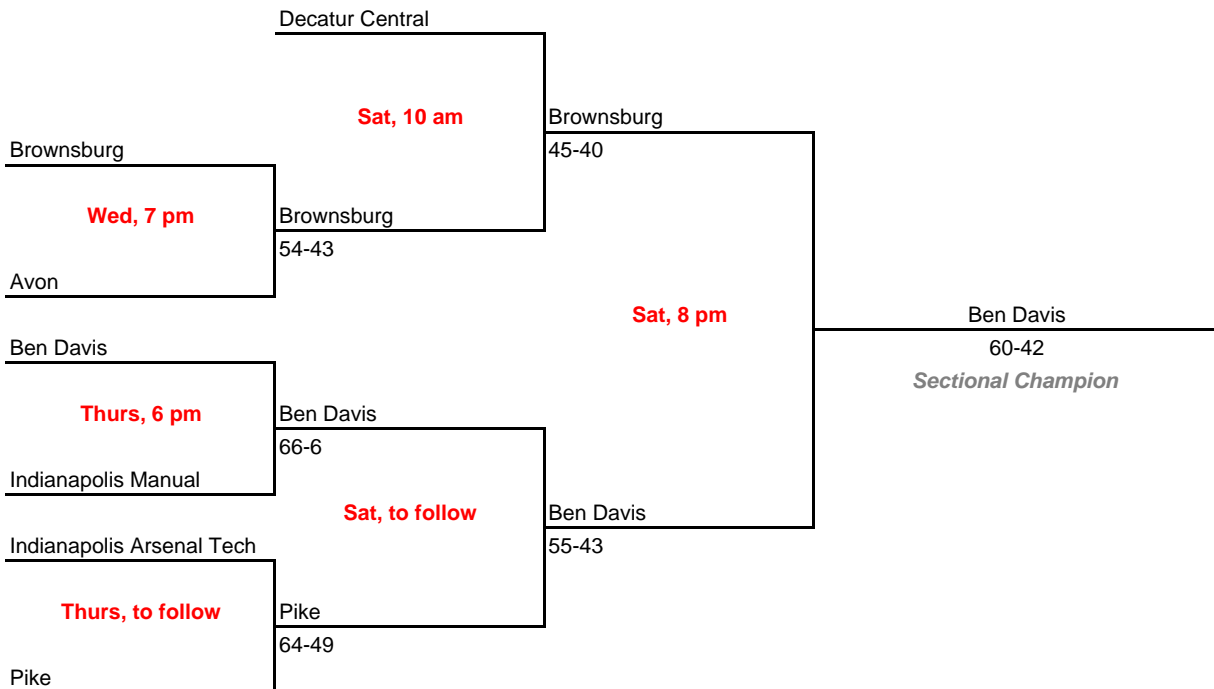 Decatur Central
Sat, 10 am
Brownsburg
Brownsburg
45-40
Wed, 7 pm
Brownsburg
54-43
Avon
Sat, 8 pm
Ben Davis
Ben Davis
60-42
Sectional Champion
Thurs, 6 pm
Ben Davis
66-6
Indianapolis Manual
Sat, to follow
Ben Davis
Indianapolis Arsenal Tech
55-43
Thurs, to follow
Pike
64-49
Pike